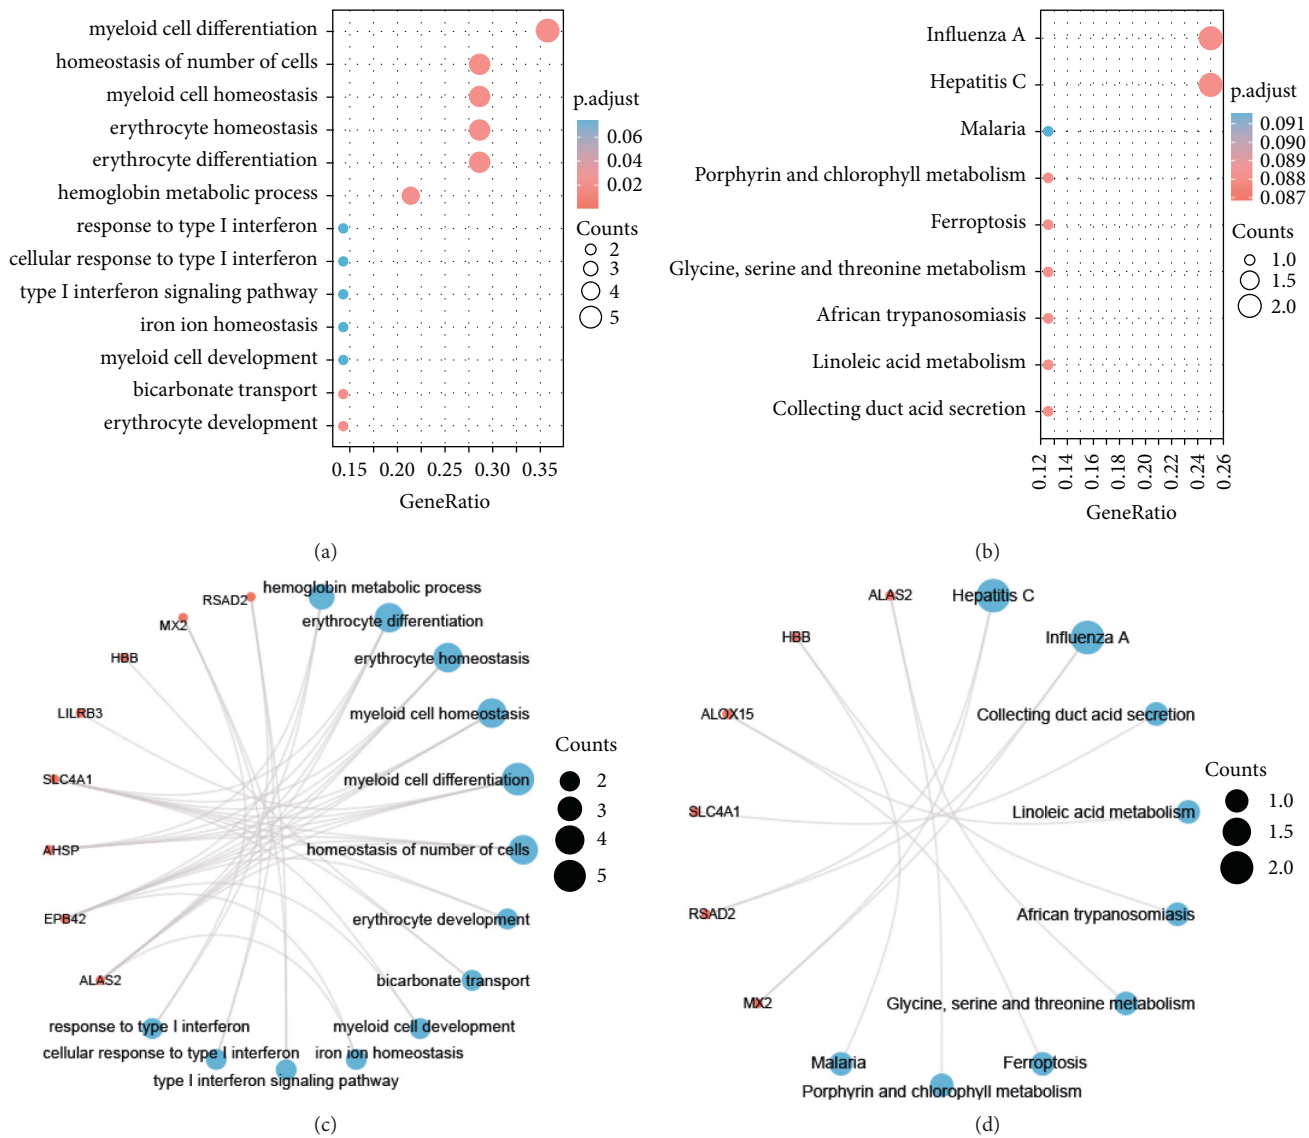 myeloid cell differentiation
homeostasis of number of cells
myeloid cell homeostasis
erythrocyte homeostasis
erythrocyte differentiation
hemoglobin metabolic process
response to type I interferon
cellular response to type I interferon
type I interferon signaling pathway
iron ion homeostasis
myeloid cell development
bicarbonate transport
erythrocyte development
0.15 0.20 0.25 0.30 0.35
GeneRatio
p.adjust
0.06
0.04
0.02
Counts
2
3
4
5
(a)
Influenza A
Hepatitis C
Malaria
Porphyrin and chlorophyll metabolism
Ferroptosis
Glycine, serine and threonine metabolism
African trypanosomiasis
Linoleic acid metabolism
Collecting duct acid secretion
0.12 0.14 0.16 0.18 0.20 0.22 0.24 0.26
GeneRatio
p.adjust
0.091
0.090
0.089
0.088
0.087
Counts
1.0
1.5
2.0
(b)
hemoglobin metabolic process
RSAD2
erythrocyte differentiation
MX2
HBB
erythrocyte homeostasis
LILRB3
myeloid cell homeostasis
SLC4A1
myeloid cell differentiation
AHSP
homeostasis of number of cells
EPB42
erythrocyte development
ALAS2
bicarbonate transport
response to type I interferon
myeloid cell development
cellular response to type I interferon
iron ion homeostasis
type I interferon signaling pathway
Counts
2
3
4
5
(c)
ALAS2
Hepatitis C
HBB
Influenza A
ALOX15
Collecting duct acid secretion
SLC4A1
Linoleic acid metabolism
RSAD2
African trypanosomiasis
MX2
Glycine, serine and threonine metabolism
Malaria
Ferroptosis
Porphyrin and chlorophyll metabolism
Counts
1.0
1.5
2.0
(d)